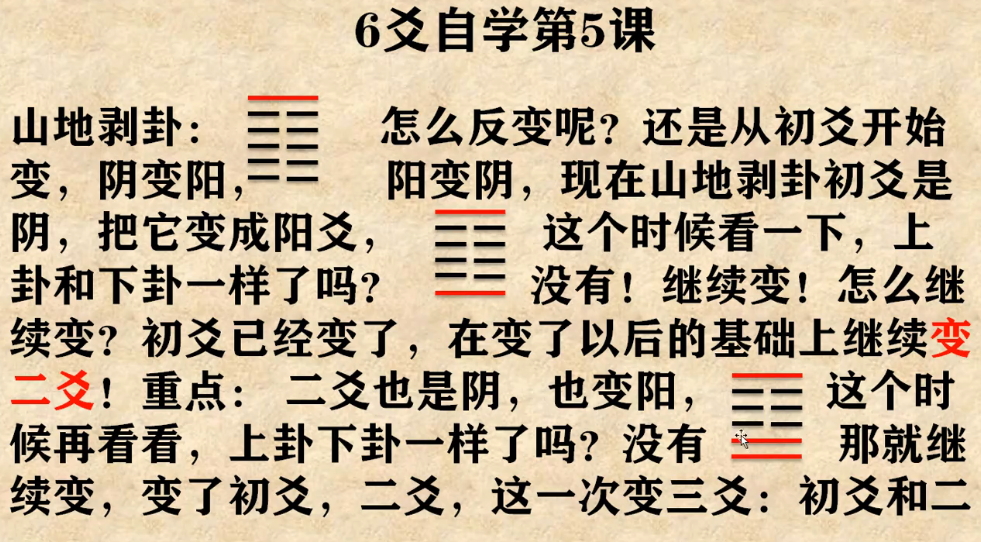 6爻自学第5课
山地剥卦： 怎么反变呢？还是从初爻开始
变，阴变阳， 阳变阴，现在山地剥卦初爻是
阴，把它变成阳爻， 这个时候看一下，上
卦和下卦一样了吗？ 没有！继续变！怎么继
续变？初爻已经变了，在变了以后的基础上继续变
二爻！重点： 二爻也是阴，也变阳， 这个时
候再看看，上卦下卦一样了吗？没有 那就继
续变，变了初爻，二爻，这一次变三爻：初爻和二